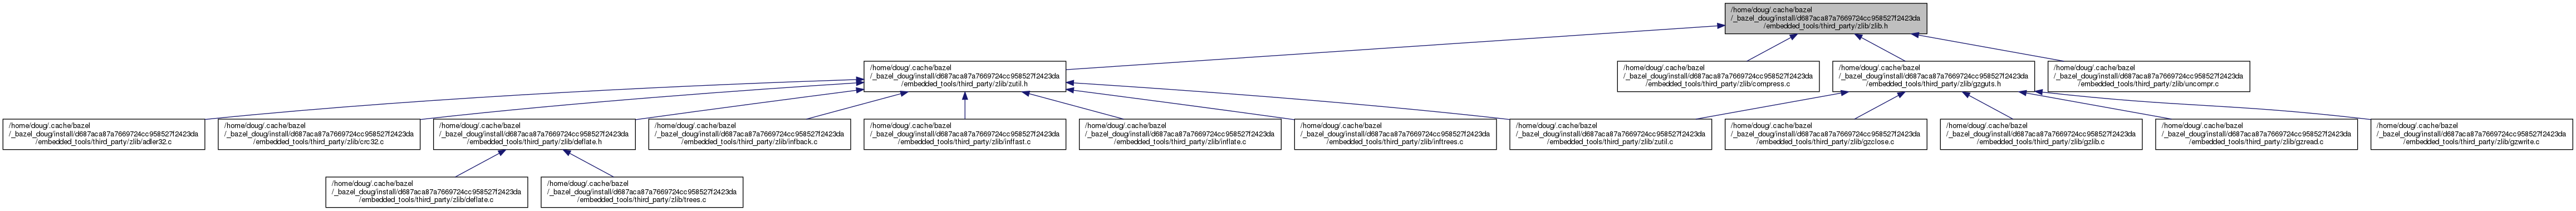 /home/doug/.cache/bazel
/_bazel_doug/install/d687aca87a7669724cc958527f2423da
/embedded_tools/third_party/zlib/zlib.h
/home/doug/.cache/bazel
/_bazel_doug/install/d687aca87a7669724cc958527f2423da
/embedded_tools/third_party/zlib/zutil.h
/home/doug/.cache/bazel
/_bazel_doug/install/d687aca87a7669724cc958527f2423da
/embedded_tools/third_party/zlib/compress.c
/home/doug/.cache/bazel
/_bazel_doug/install/d687aca87a7669724cc958527f2423da
/embedded_tools/third_party/zlib/gzguts.h
/home/doug/.cache/bazel
/_bazel_doug/install/d687aca87a7669724cc958527f2423da
/embedded_tools/third_party/zlib/uncompr.c
/home/doug/.cache/bazel
/_bazel_doug/install/d687aca87a7669724cc958527f2423da
/embedded_tools/third_party/zlib/adler32.c
/home/doug/.cache/bazel
/_bazel_doug/install/d687aca87a7669724cc958527f2423da
/embedded_tools/third_party/zlib/crc32.c
/home/doug/.cache/bazel
/_bazel_doug/install/d687aca87a7669724cc958527f2423da
/embedded_tools/third_party/zlib/deflate.h
/home/doug/.cache/bazel
/_bazel_doug/install/d687aca87a7669724cc958527f2423da
/embedded_tools/third_party/zlib/infback.c
/home/doug/.cache/bazel
/_bazel_doug/install/d687aca87a7669724cc958527f2423da
/embedded_tools/third_party/zlib/inffast.c
/home/doug/.cache/bazel
/_bazel_doug/install/d687aca87a7669724cc958527f2423da
/embedded_tools/third_party/zlib/inflate.c
/home/doug/.cache/bazel
/_bazel_doug/install/d687aca87a7669724cc958527f2423da
/embedded_tools/third_party/zlib/inftrees.c
/home/doug/.cache/bazel
/_bazel_doug/install/d687aca87a7669724cc958527f2423da
/embedded_tools/third_party/zlib/zutil.c
/home/doug/.cache/bazel
/_bazel_doug/install/d687aca87a7669724cc958527f2423da
/embedded_tools/third_party/zlib/gzclose.c
/home/doug/.cache/bazel
/_bazel_doug/install/d687aca87a7669724cc958527f2423da
/embedded_tools/third_party/zlib/gzlib.c
/home/doug/.cache/bazel
/_bazel_doug/install/d687aca87a7669724cc958527f2423da
/embedded_tools/third_party/zlib/gzread.c
/home/doug/.cache/bazel
/_bazel_doug/install/d687aca87a7669724cc958527f2423da
/embedded_tools/third_party/zlib/gzwrite.c
/home/doug/.cache/bazel
/_bazel_doug/install/d687aca87a7669724cc958527f2423da
/embedded_tools/third_party/zlib/deflate.c
/home/doug/.cache/bazel
/_bazel_doug/install/d687aca87a7669724cc958527f2423da
/embedded_tools/third_party/zlib/trees.c